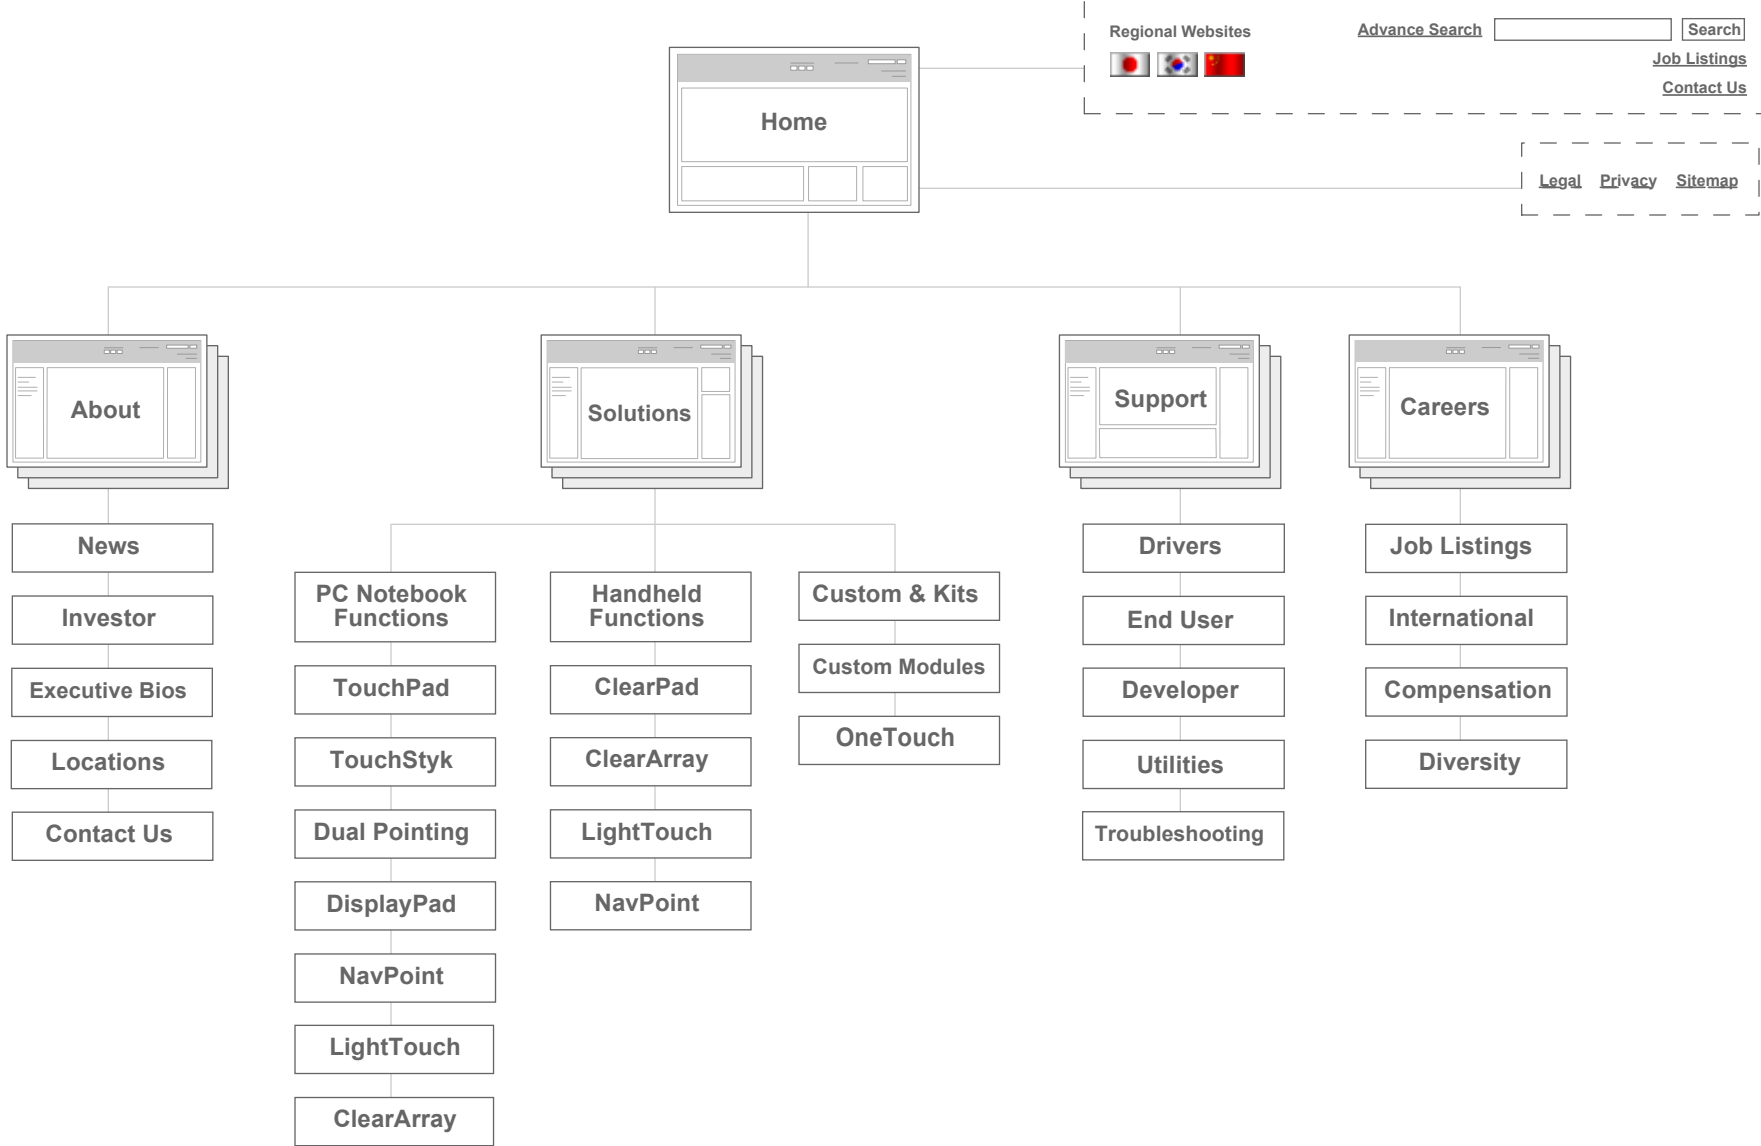 Regional Websites
Advance Search
Search
Job Listings
Contact Us
Home
Legal Privacy Sitemap
About
Solutions
Support
Careers
News
Investor
Executive Bios
Locations
Contact Us
PC Notebook
Functions
TouchPad
TouchStyk
Dual Pointing
DisplayPad
NavPoint
LightTouch
ClearArray
Handheld
Functions
ClearPad
ClearArray
LightTouch
NavPoint
Custom & Kits
Custom Modules
OneTouch
Drivers
End User
Developer
Utilities
Troubleshooting
Job Listings
International
Compensation
Diversity